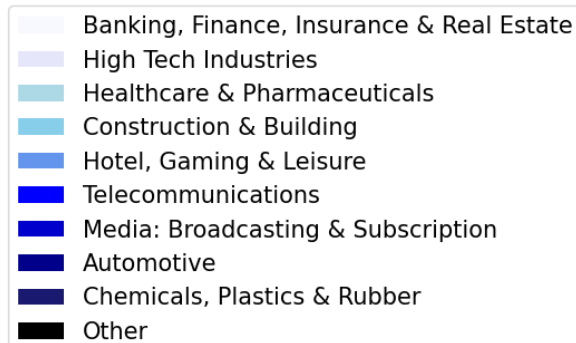 Banking, Finance, Insurance & Real Estate
High Tech Industries
Healthcare & Pharmaceuticals
Construction & Building
Hotel, Gaming & Leisure
Telecommunications
Media: Broadcasting & Subscription
Automotive
Chemicals, Plastics & Rubber
Other